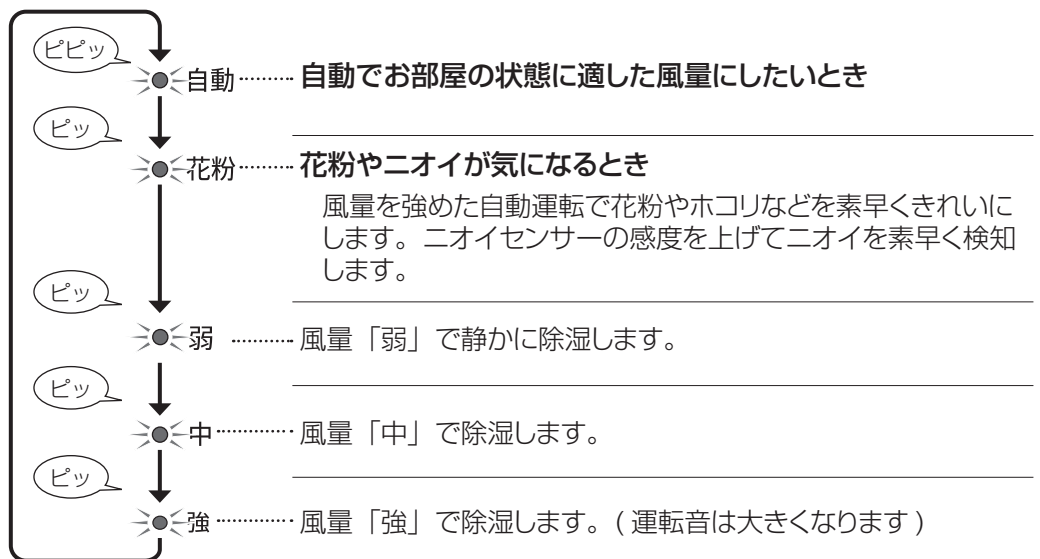 ピピッ
自動 自動でお部屋の状態に適した風量にしたいとき
ピッ
花粉 花粉やニオイが気になるとき
風量を強めた自動運転で花粉やホコリなどを素早くきれいに
します。ニオイセンサーの感度を上げてニオイを素早く検知
します。
ピッ
弱 風量「弱」で静かに除湿します。
ピッ
中 風量「中」で除湿します。
ピッ
強 風量「強」で除湿します。(運転音は大きくなります)